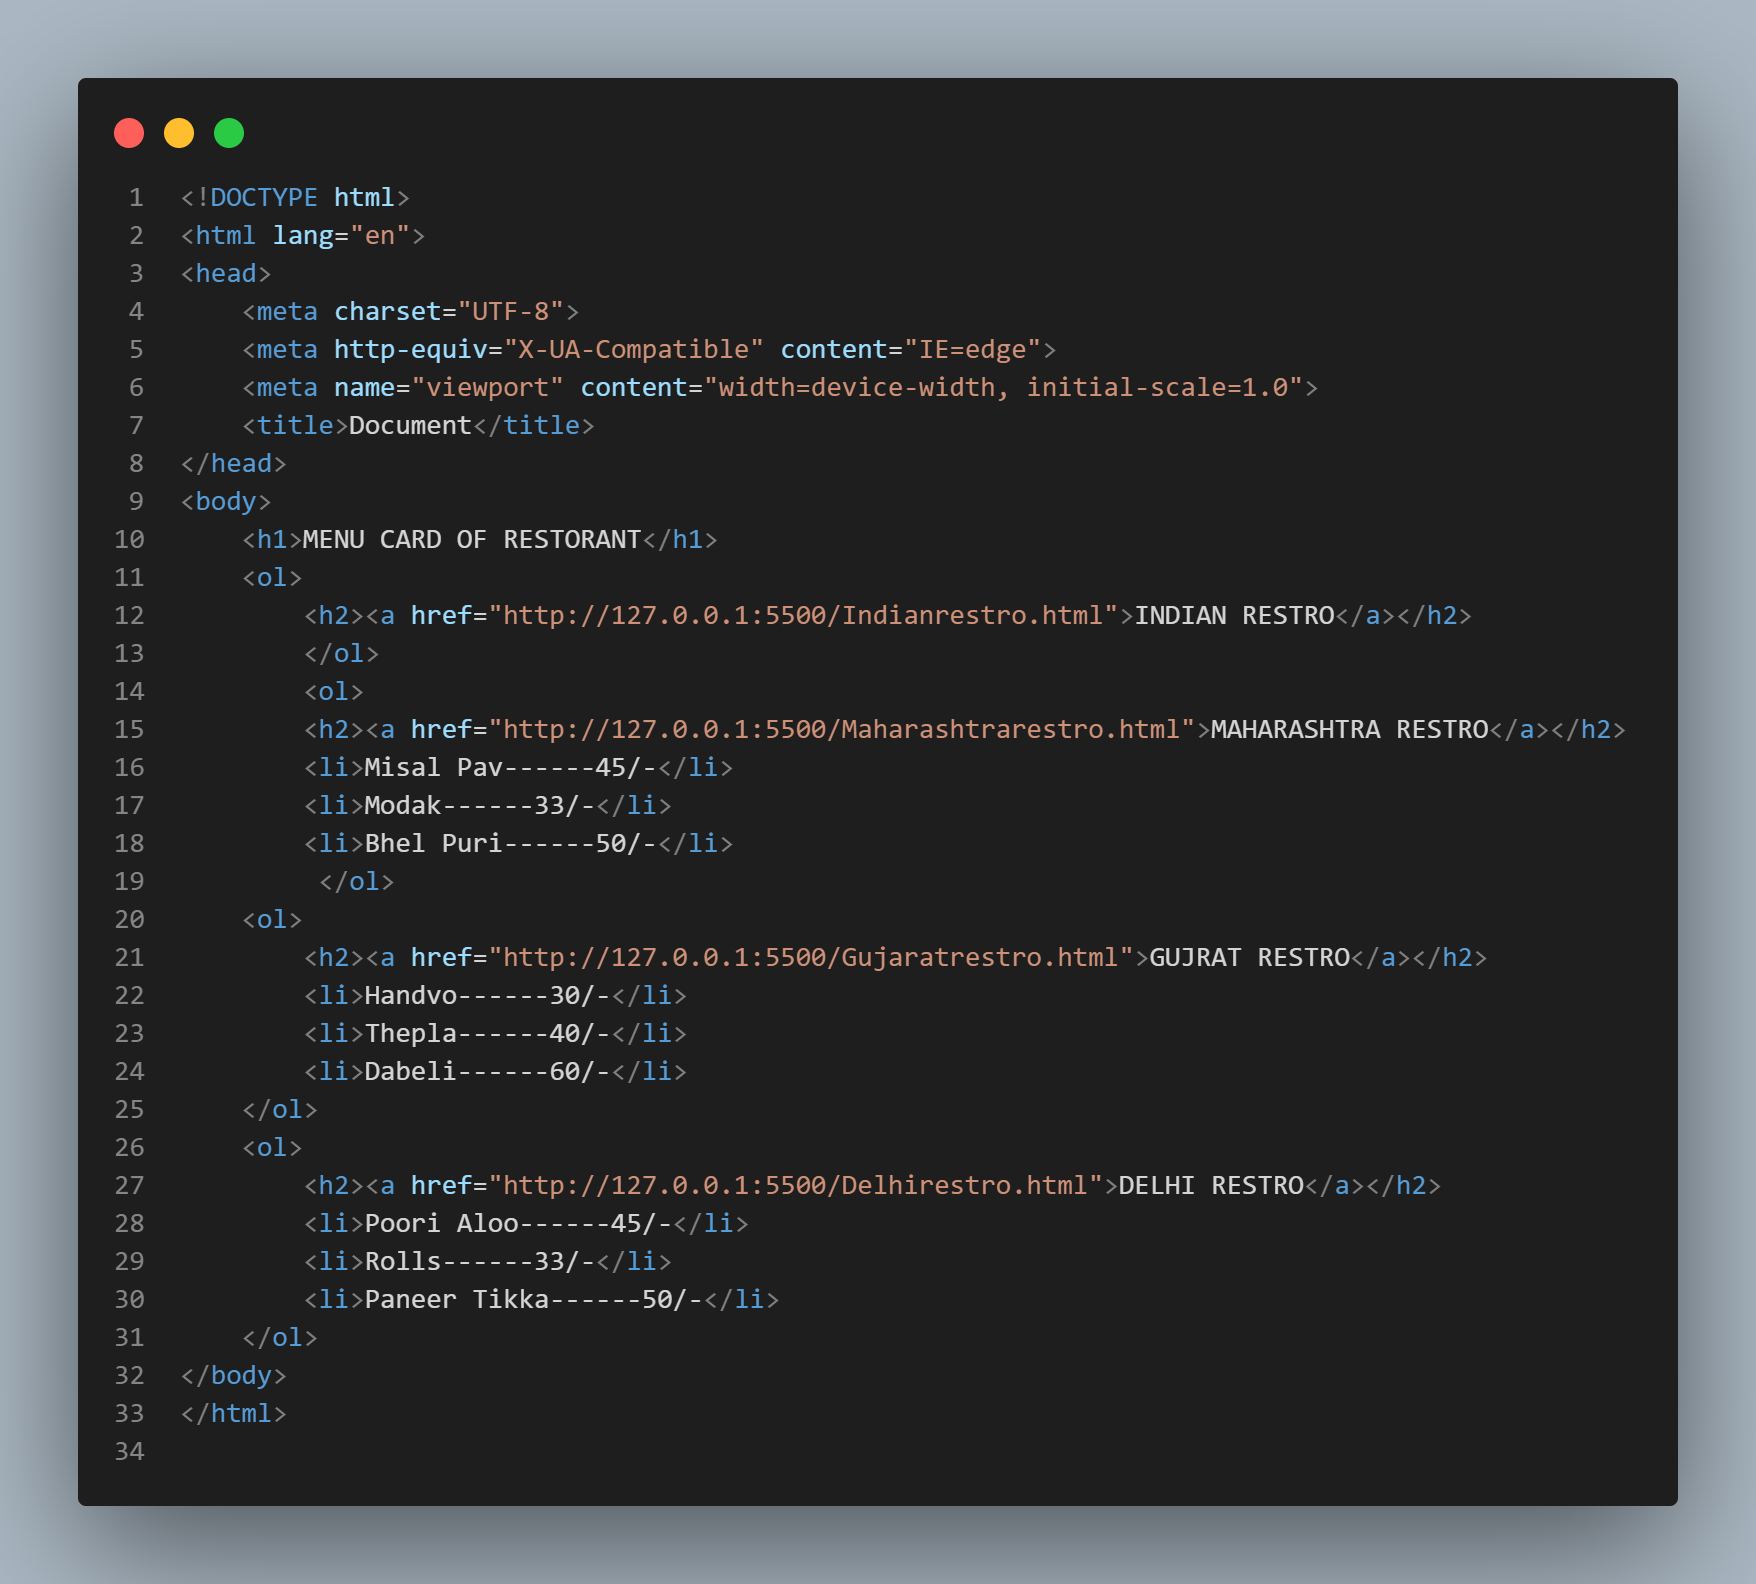 1 <!DOCTYPE html>
2 <html lang="en">
3 <head>
4     <meta charset="UTF-8">
5     <meta http-equiv="X-UA-Compatible" content="IE=edge">
6     <meta name="viewport" content="width=device-width, initial-scale=1.0">
7     <title>Document</title>
8 </head>
9 <body>
10     <h1>MENU CARD OF RESTORANT</h1>
11     <ol>
12         <h2><a href="http://127.0.0.1:5500/Indianrestro.html">INDIAN RESTRO</a></h2>
13         </ol>
14         <ol>
15         <h2><a href="http://127.0.0.1:5500/Maharashtrarestro.html">MAHARASHTRA RESTRO</a></h2>
16         <li>Misal Pav------45/-</li>
17         <li>Modak------33/-</li>
18         <li>Bhel Puri------50/-</li>
19          </ol>
20     <ol>
21         <h2><a href="http://127.0.0.1:5500/Gujaratrestro.html">GUJRAT RESTRO</a></h2>
22         <li>Handvo------30/-</li>
23         <li>Thepla------40/-</li>
24         <li>Dabeli------60/-</li>
25     </ol>
26     <ol>
27         <h2><a href="http://127.0.0.1:5500/Delhirestro.html">DELHI RESTRO</a></h2>
28         <li>Poori Aloo------45/-</li>
29         <li>Rolls------33/-</li>
30         <li>Paneer Tikka------50/-</li>
31     </ol>
32 </body>
33 </html>
34